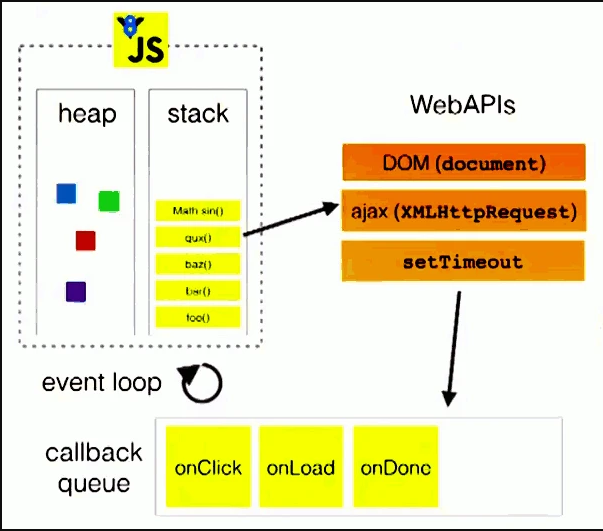 JS
heap
stack
WebAPIs
Math sin()
qux()
baz()
bar()
foo()
DOM (document)
ajax (XMLHttpRequest)
setTimeout
event loop
callback
queue
onClick
onLoad
onDone